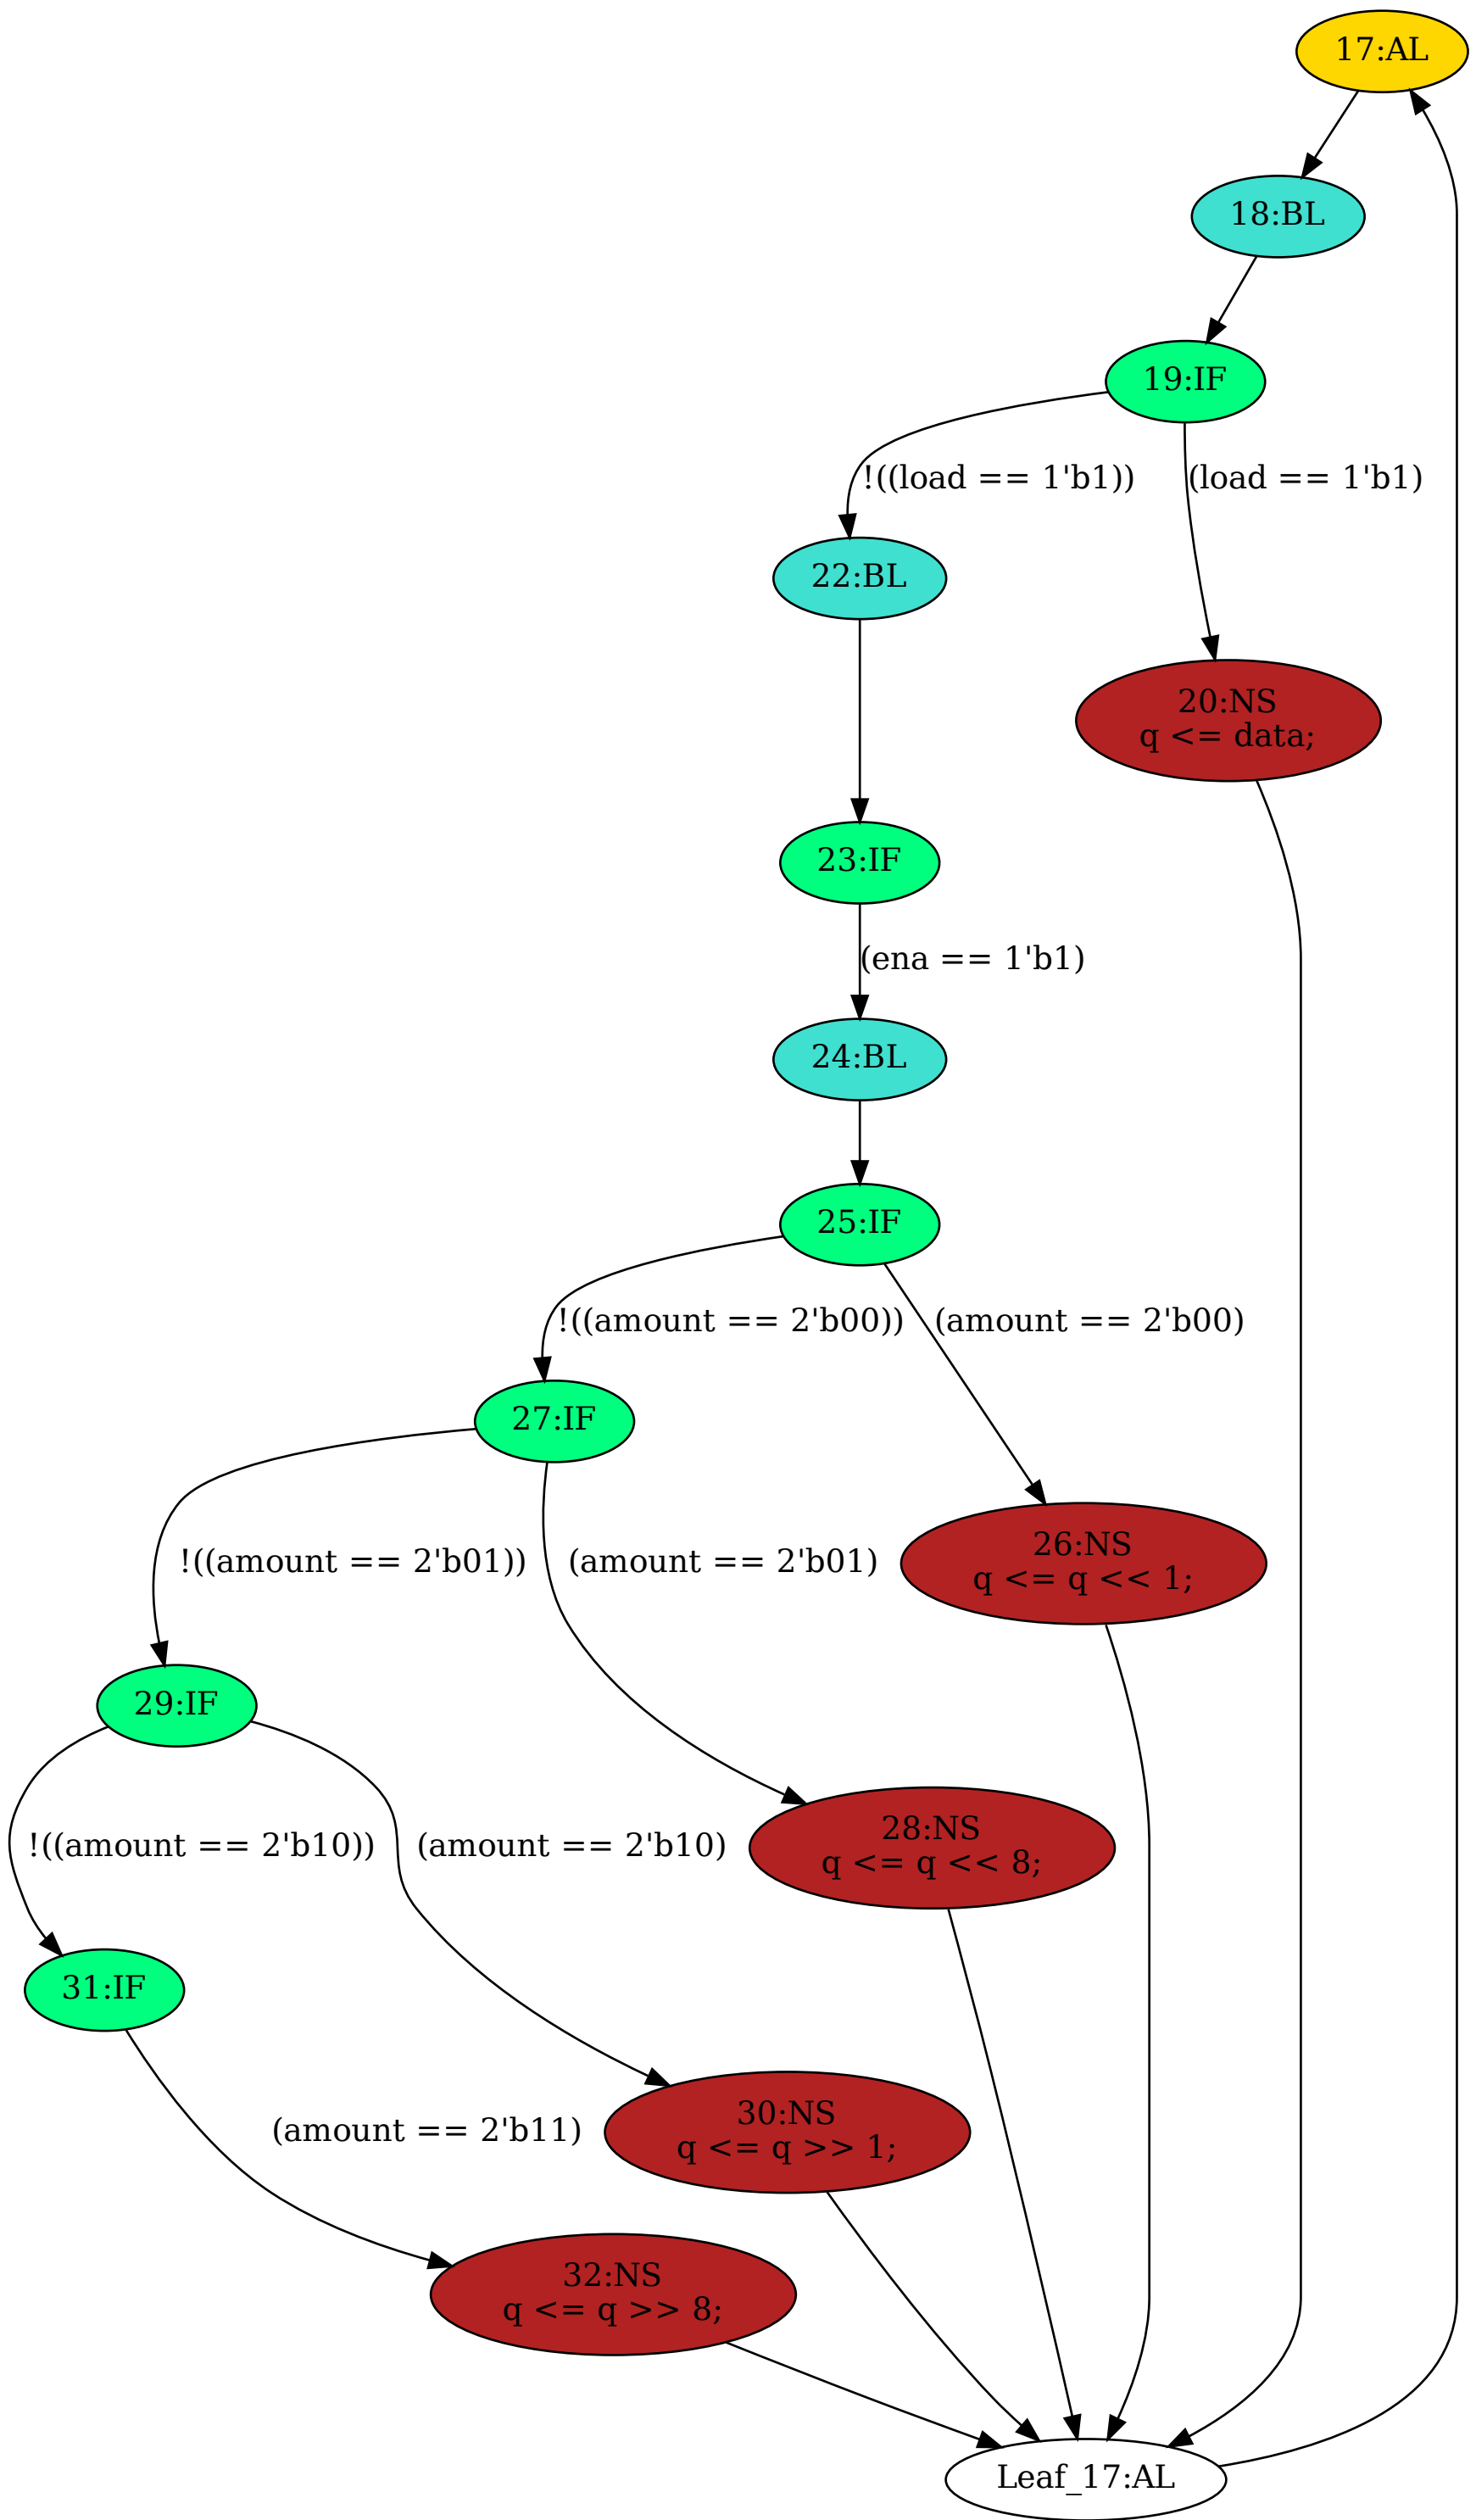 17:AL
18:BL
19:IF
!((load == 1'b1))
(load == 1'b1)
22:BL
20:NS
q <= data;
23:IF
(ena == 1'b1)
24:BL
25:IF
!((amount == 2'b00))
(amount == 2'b00)
27:IF
26:NS
q <= q << 1;
!((amount == 2'b01))
(amount == 2'b01)
29:IF
28:NS
q <= q << 8;
!((amount == 2'b10))
(amount == 2'b10)
31:IF
30:NS
q <= q >> 1;
(amount == 2'b11)
32:NS
q <= q >> 8;
Leaf_17:AL